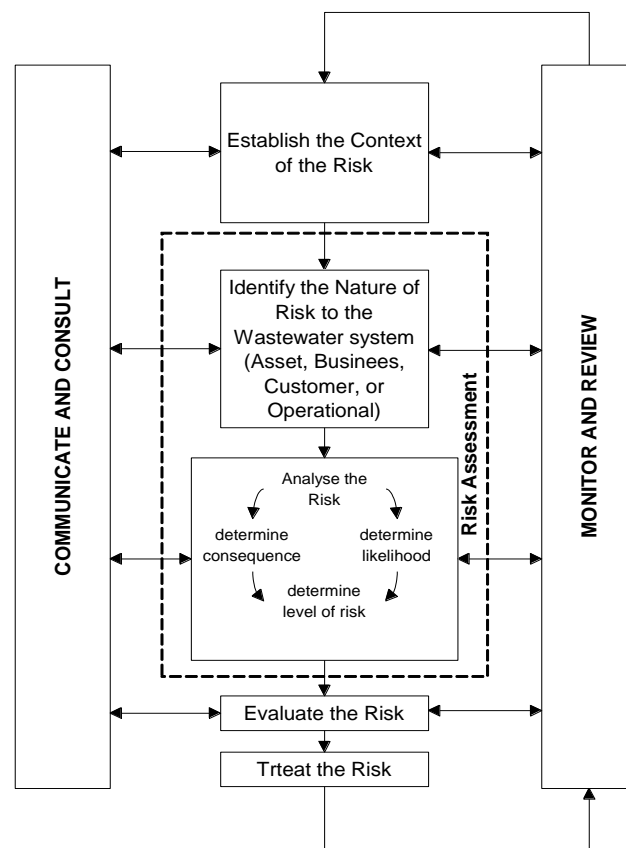 COMMUNICATE AND CONSULT
Establish the Context
of the Risk
Identify the Nature of
Risk to the
Wastewater system
(Asset, Businees,
Customer, or
Operational)
Risk Assessment
Analyse the
Risk
determine
consequence
determine
likelihood
determine
level of risk
Evaluate the Risk
Trteat the Risk
MONITOR AND REVIEW